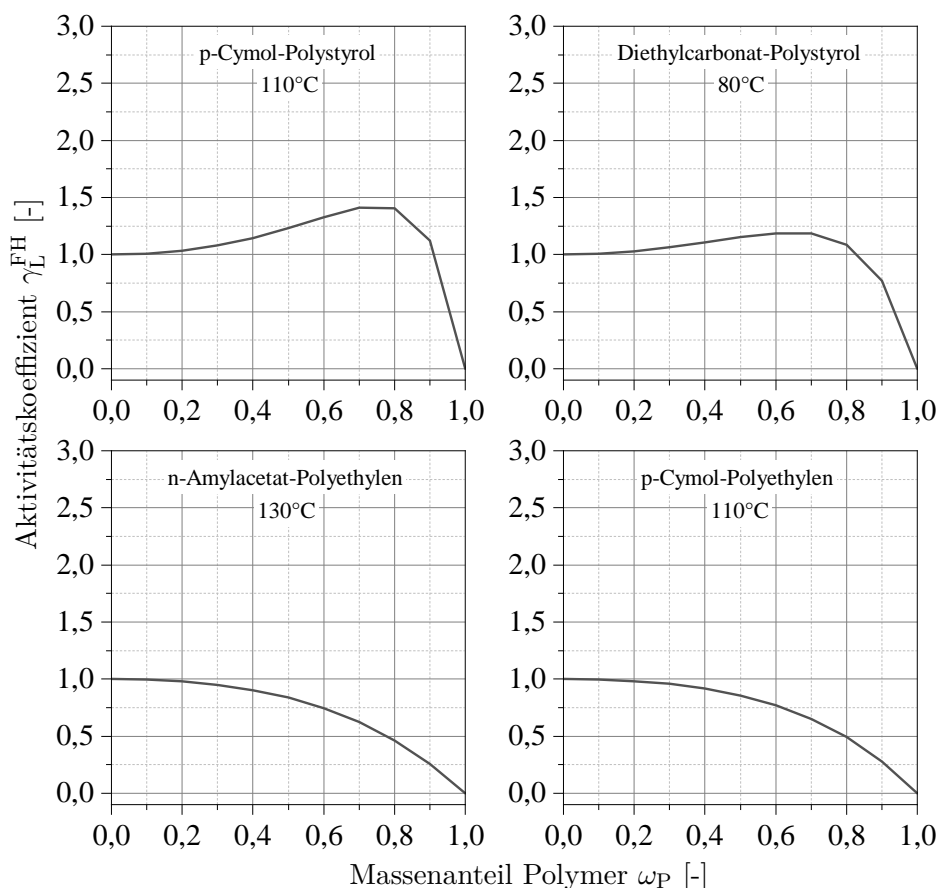 Aktivitätskoeffizient γ_L^FH [-]
p-Cymol-Polystyrol
110°C
3,0
2,5
2,0
1,5
1,0
0,5
0,0
0,0 0,2 0,4 0,6 0,8 1,0
Diethylcarbonat-Polystyrol
80°C
3,0
2,5
2,0
1,5
1,0
0,5
0,0
0,0 0,2 0,4 0,6 0,8 1,0
n-Amylacetat-Polyethylen
130°C
3,0
2,5
2,0
1,5
1,0
0,5
0,0
0,0 0,2 0,4 0,6 0,8 1,0
p-Cymol-Polyethylen
110°C
3,0
2,5
2,0
1,5
1,0
0,5
0,0
0,0 0,2 0,4 0,6 0,8 1,0
Massenanteil Polymer ω_P [-]